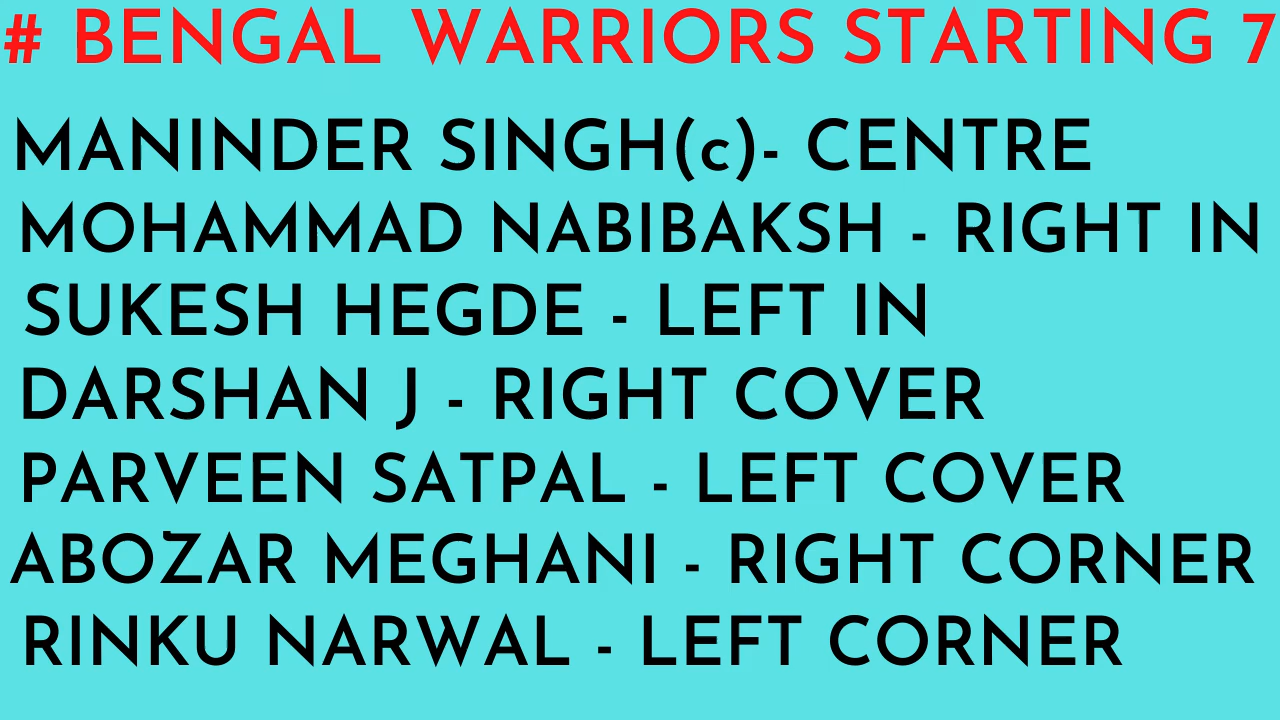 # BENGAL WARRIORS STARTING 7
MANINDER SINGH(c)- CENTRE
MOHAMMAD NABIBAKSH - RIGHT IN
SUKESH HEGDE - LEFT IN
DARSHAN J - RIGHT COVER
PARVEEN SATPAL - LEFT COVER
ABOZAR MEGHANI - RIGHT CORNER
RINKU NARWAL - LEFT CORNER